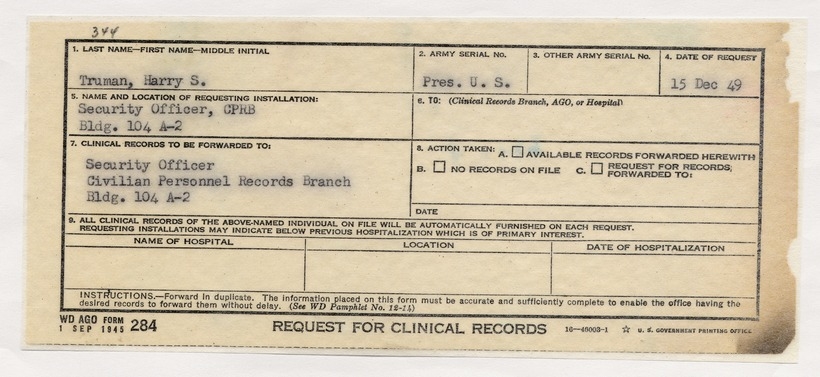 344
1. LAST NAME—FIRST NAME—MIDDLE INITIAL
Truman, Harry S.
2. ARMY SERIAL No.
Pres. U. S.
3. OTHER ARMY SERIAL No.
4. DATE OF REQUEST
15 Dec 49
5. NAME AND LOCATION OF REQUESTING INSTALLATION:
Security Officer, CPRB
Bldg. 104 A-2
6. TO: (Clinical Records Branch, AGO, or Hospital)
7. CLINICAL RECORDS TO BE FORWARDED TO:
Security Officer
Civilian Personnel Records Branch
Bldg. 104 A-2
8. ACTION TAKEN: A. AVAILABLE RECORDS FORWARDED HEREWITH
B. NO RECORDS ON FILE C. REQUEST FOR RECORDS;
FORWARDED TO:
DATE
9. ALL CLINICAL RECORDS OF THE ABOVE-NAMED INDIVIDUAL ON FILE WILL BE AUTOMATICALLY FURNISHED ON EACH REQUEST.
REQUESTING INSTALLATIONS MAY INDICATE BELOW PREVIOUS HOSPITALIZATION WHICH IS OF PRIMARY INTEREST.
NAME OF HOSPITAL
LOCATION
DATE OF HOSPITALIZATION
INSTRUCTIONS.—Forward in duplicate. The information placed on this form must be accurate and sufficiently complete to enable the office having the
desired records to forward them without delay. (See WD Pamphlet No. 12-14)
WD AGO FORM
1 SEP 1945 284
REQUEST FOR CLINICAL RECORDS
16—46003-1 ☆ U. S. GOVERNMENT PRINTING OFFICE